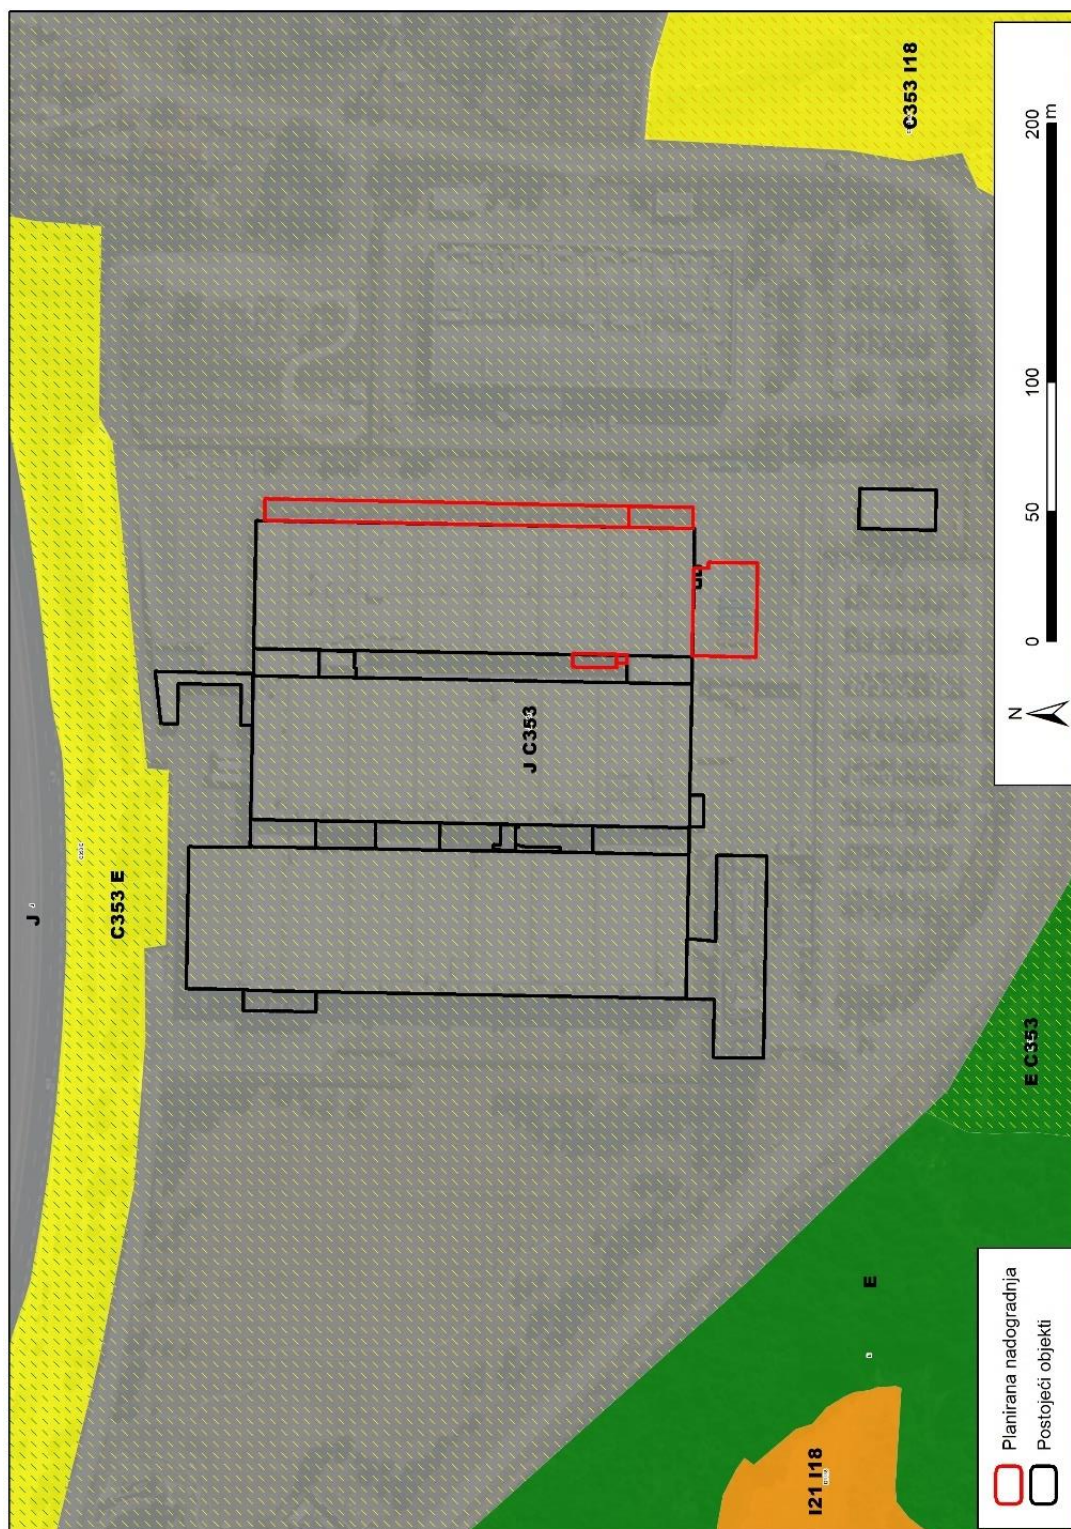 J
C353 E
J C353
C353 I18
E C353
E
I21 I18
N
0 50 100 200
m
Planirana nadogradnja
Postojeći objekti